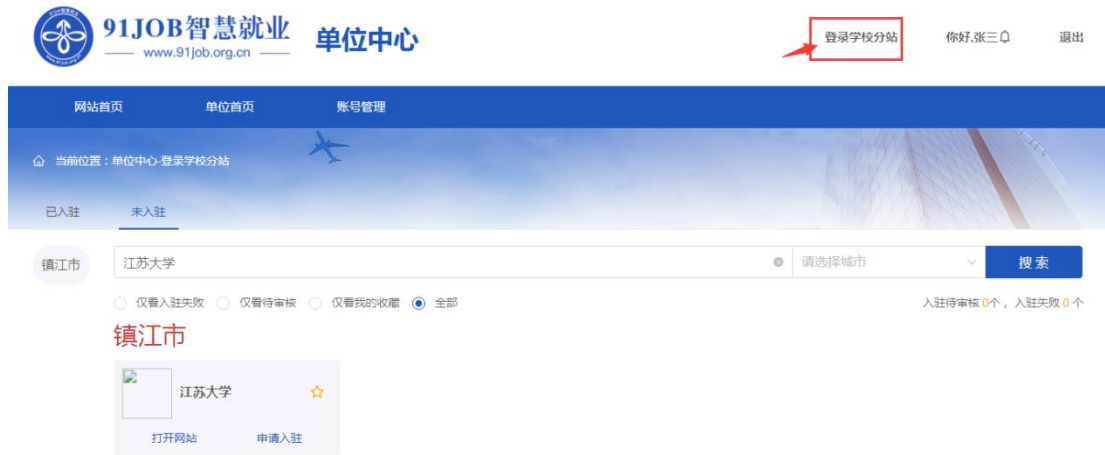 91JOB智慧就业
www.91job.org.cn
单位中心
登录学校分站
你好,张三
退出
网站首页
单位首页
账号管理
当前位置:单位中心-登录学校分站
已入驻
未入驻
镇江市
江苏大学
请选择城市
搜索
仅看入驻失败
仅看待审核
仅看我的收藏
全部
入驻待审核 0个,入驻失败 0 个
镇江市
江苏大学
打开网站
申请入驻